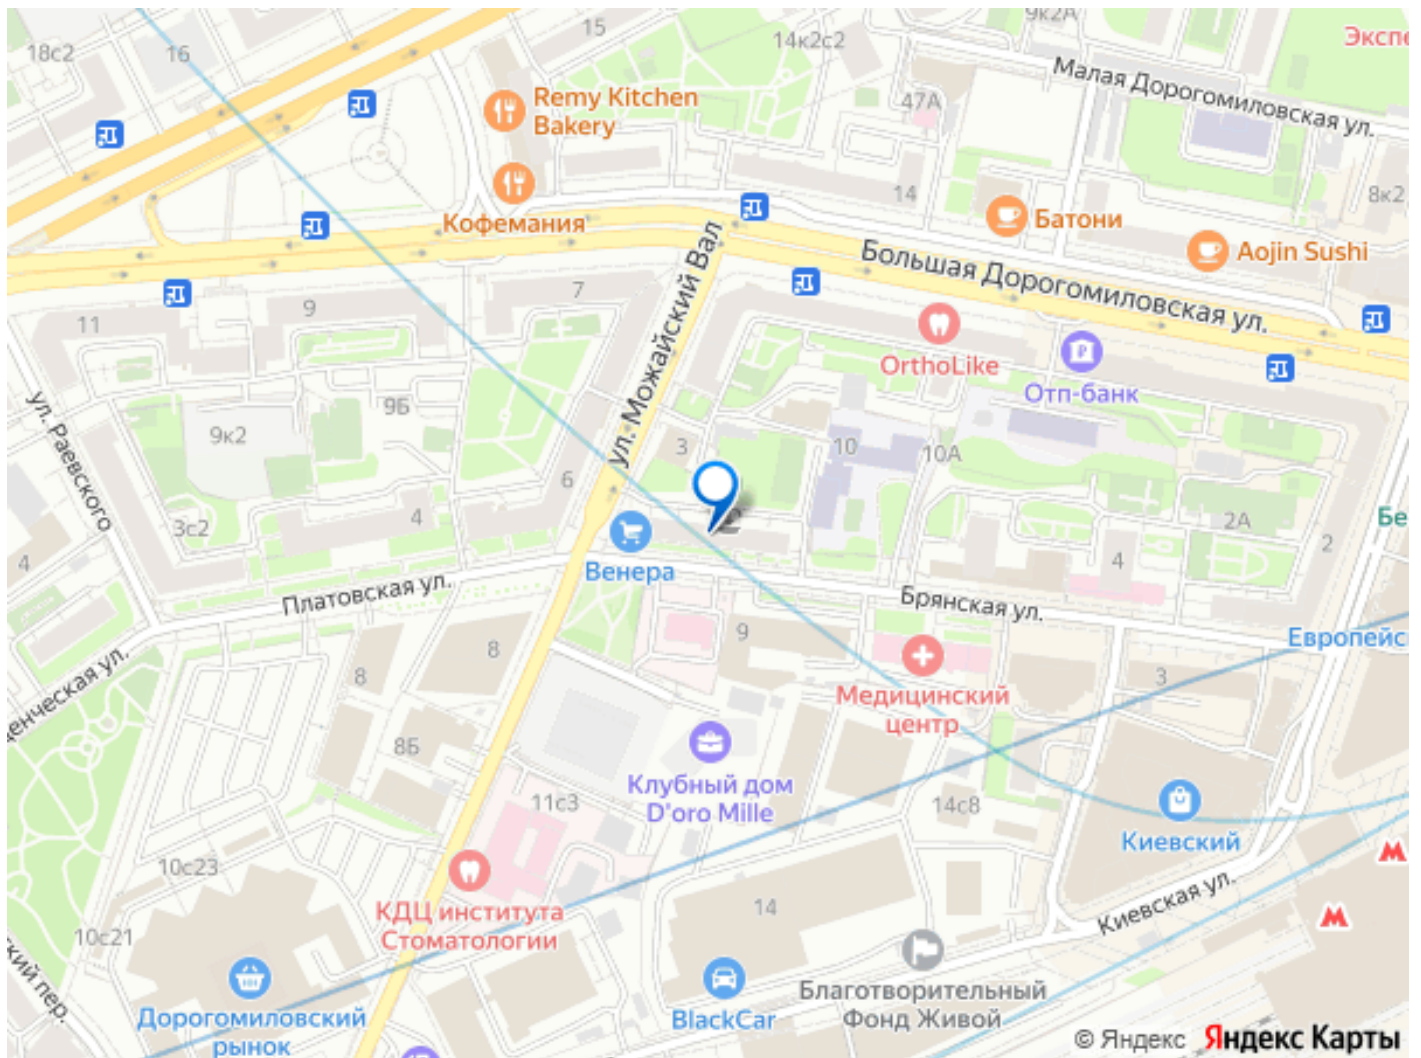 18с2
16
15
14к2с2
9к2А
Экспе
Малая Дорогомиловская ул.
Remy Kitchen
Bakery
47А
14
8к2
Кофемания
Батони
Aojin Sushi
Большая Дорогомиловская ул.
ул. Можайский Вал
11
9
7
OrthoLike
Отп-банк
ул. Раевского
9Б
9к2
3
10
10А
6
3с2
4
2А
2
Бе
4
Венера
4
Платовская ул.
Брянская ул.
9
8
8
Европейс
Медицинский
центр
3
денческая ул.
8Б
Клубный дом
D'oro Mille
11с3
14с8
Киевский
10с23
КДЦ института
Стоматологии
14
Киевская ул.
10с21
ский пер.
Дорогомиловский
рынок
BlackCar
Благотворительный
Фонд Живой
© Яндекс Яндекс Карты